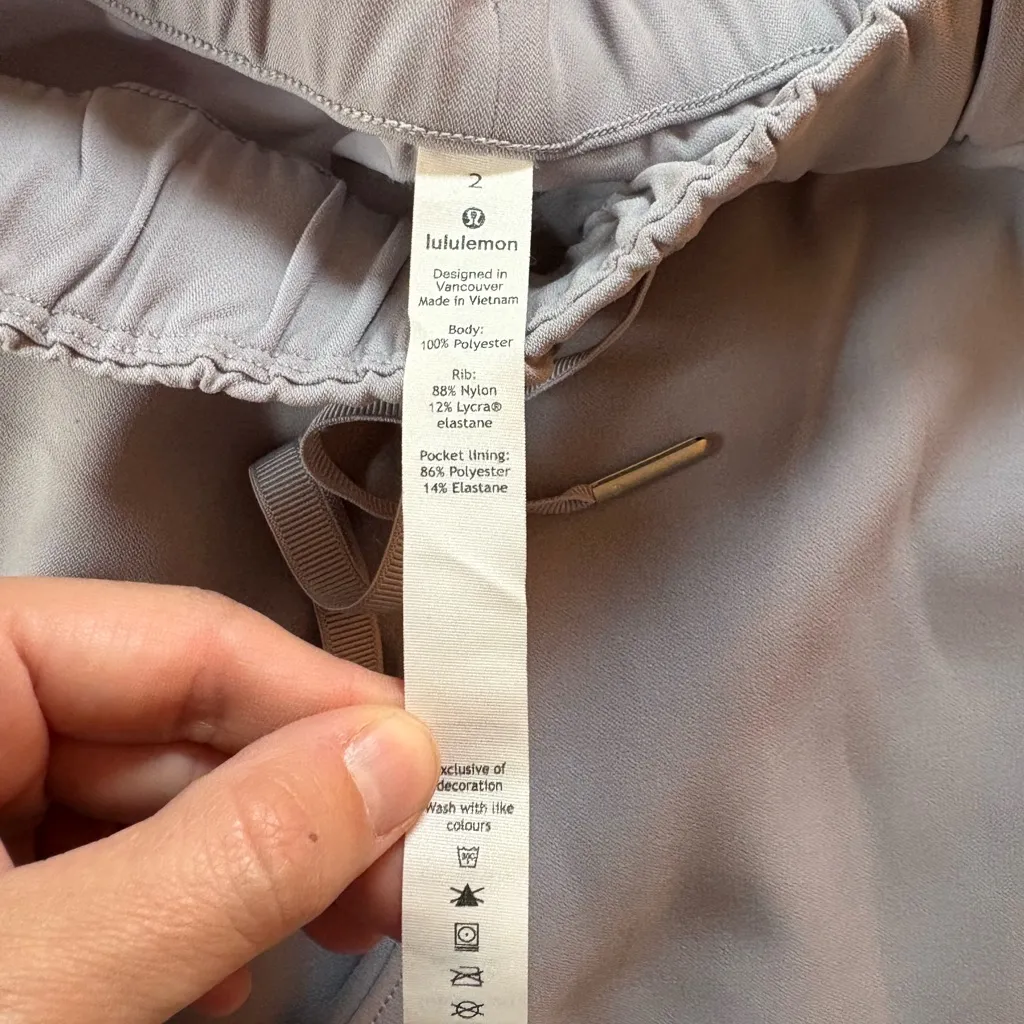 2
lululemon
Designed in
Vancouver
Made in Vietnam
Body:
100% Polyester
Rib:
88% Nylon
12% Lycra®
elastane
Pocket lining:
86% Polyester
14% Elastane
xclusive of
decoration
Wash with like
colours